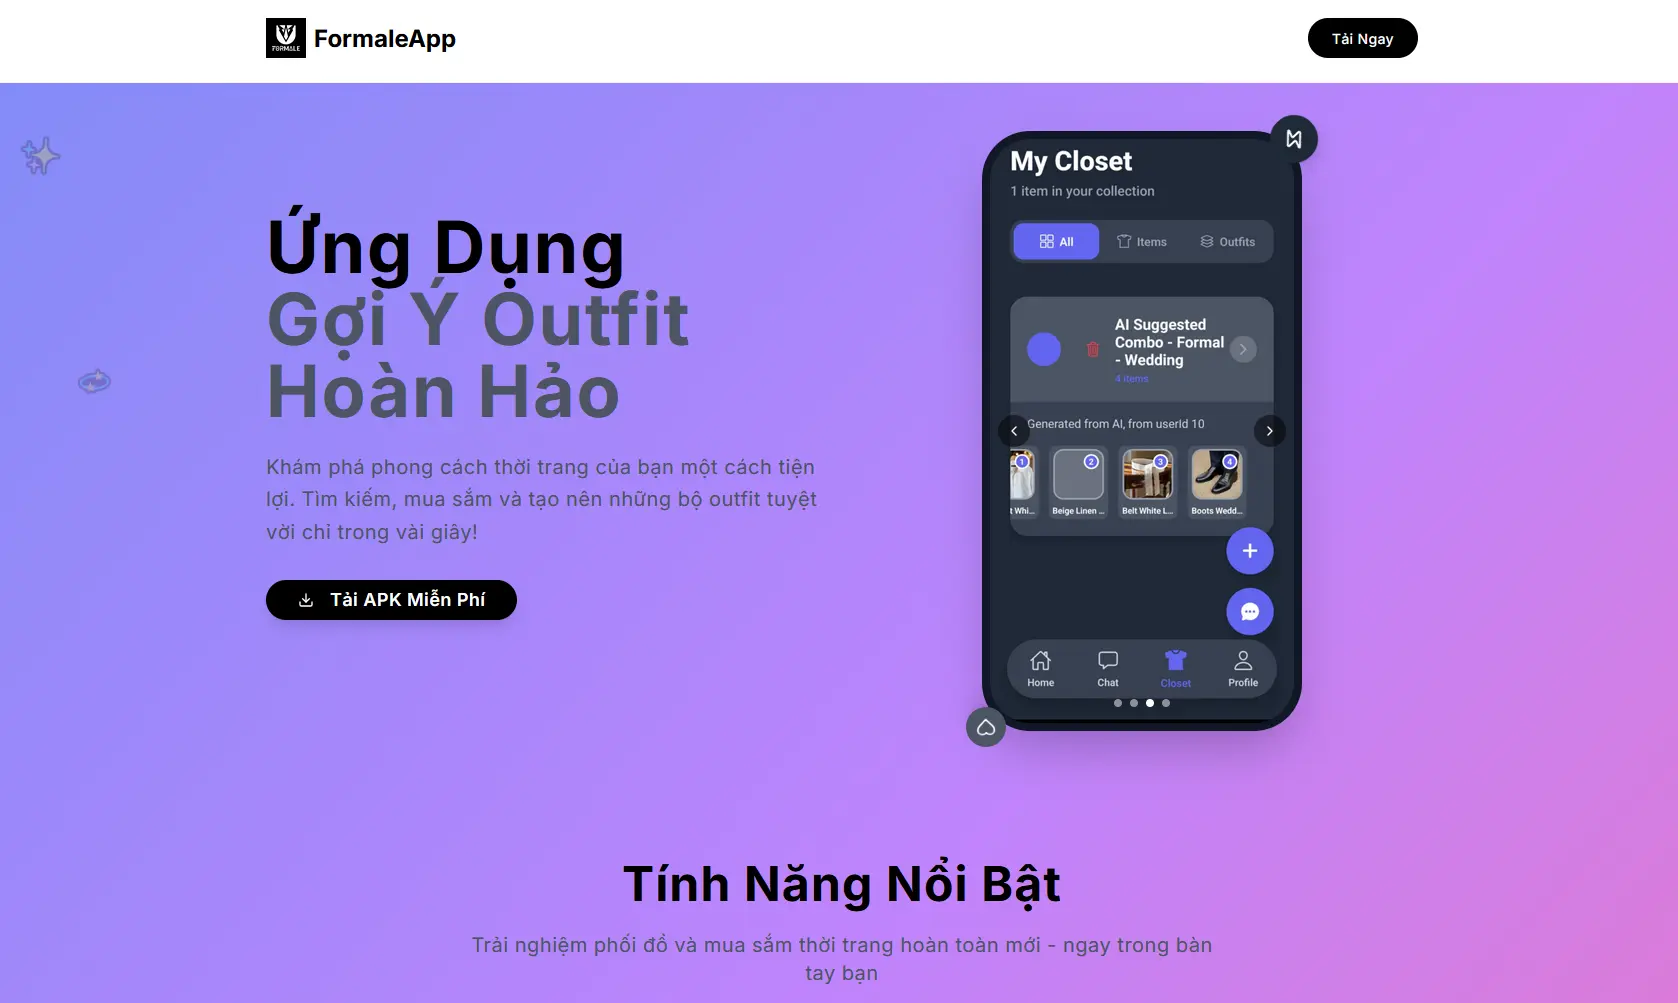 FORMALE
FormaleApp
Tải Ngay
Ứng Dụng
Gợi Ý Outfit
Hoàn Hảo
Khám phá phong cách thời trang của bạn một cách tiện
lợi. Tìm kiếm, mua sắm và tạo nên những bộ outfit tuyệt
vời chỉ trong vài giây!
Tải APK Miễn Phí
My Closet
1 item in your collection
All
Items
Outfits
AI Suggested
Combo - Formal
- Wedding
4 items
Generated from AI, from userId 10
1
2
3
4
t Whi...
Beige Linen ...
Belt White L...
Boots Wedd...
Home
Chat
Closet
Profile
Tính Năng Nổi Bật
Trải nghiệm phối đồ và mua sắm thời trang hoàn toàn mới - ngay trong bàn
tay bạn